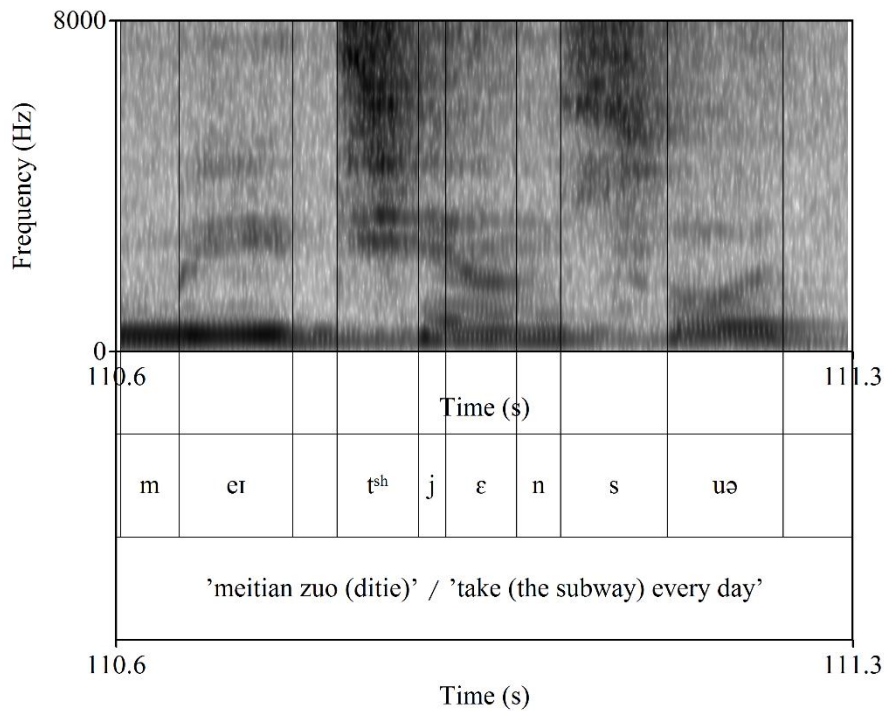 8000
Frequency (Hz)
0
110.6 111.3
Time (s)
m eɪ tˢʰ j ɛ n s uə
’meitian zuo (ditie)’ / ’take (the subway) every day’
110.6 111.3
Time (s)